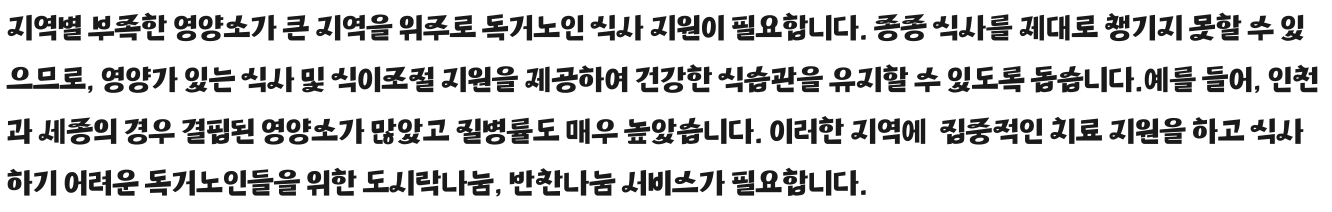 지역별 부족한 영양소가 큰 지역을 위주로 독거노인 식사 지원이 필요합니다. 종종 식사를 제대로 챙기지 못할 수 있
으므로, 영양가 있는 식사 및 식이조절 지원을 제공하여 건강한 식습관을 유지할 수 있도록 돕습니다.예를 들어, 인천
과 세종의 경우 결핍된 영양소가 많았고 질병률도 매우 높았습니다. 이러한 지역에 집중적인 치료 지원을 하고 식사
하기 어려운 독거노인들을 위한 도시락나눔, 반찬나눔 서비스가 필요합니다.